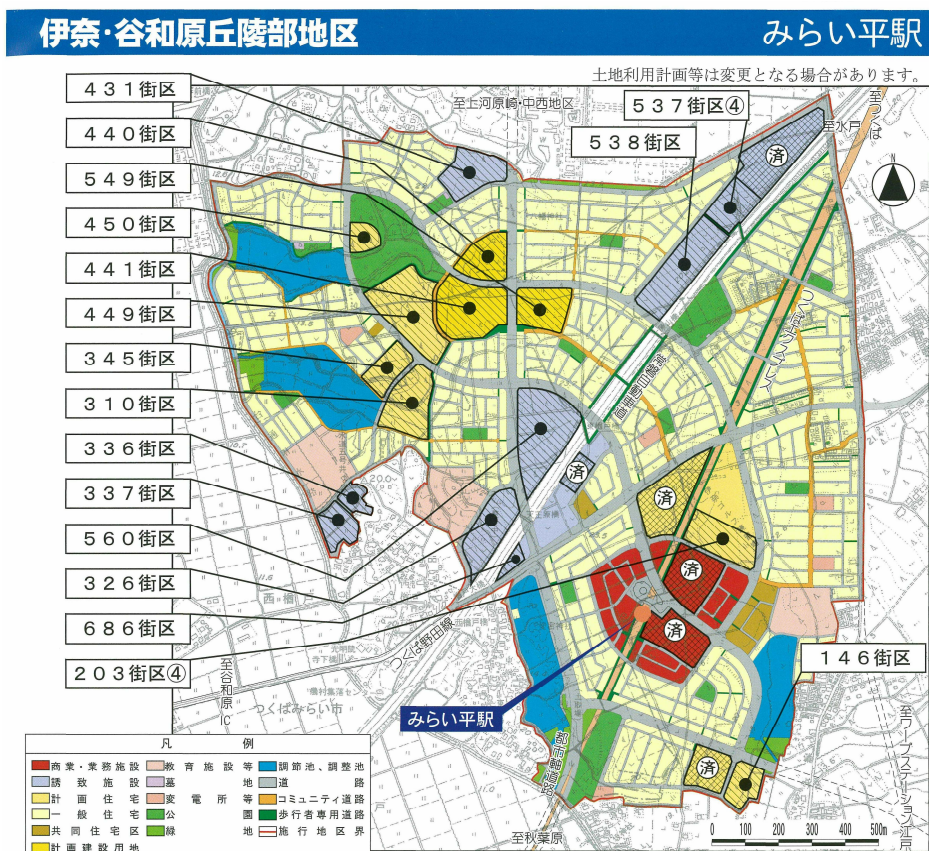 伊奈・谷和原丘陵部地区
みらい平駅
土地利用計画等は変更となる場合があります。
431街区
440街区
549街区
450街区
441街区
449街区
345街区
310街区
336街区
337街区
560街区
326街区
686街区
203街区④
537街区④
538街区
146街区
至上河原崎・中西地区
至つくば
至水戸
N
済
つくばエクスプレス
常磐自動車道
済
済
済
済
済
つくば野田線
至谷和原IC
つくばみらい市
みらい平駅
都市軸道路
至秋葉原
至ワープステーション江戸
凡例
商業・業務施設
誘致施設
計画住宅
一般住宅
共同住宅区
計画建設用地
教育施設等
墓地
変電所等
公園
緑地
調節池、調整池
道路
コミュニティ道路
歩行者専用道路
施行地区界
0 100 200 300 400 500m